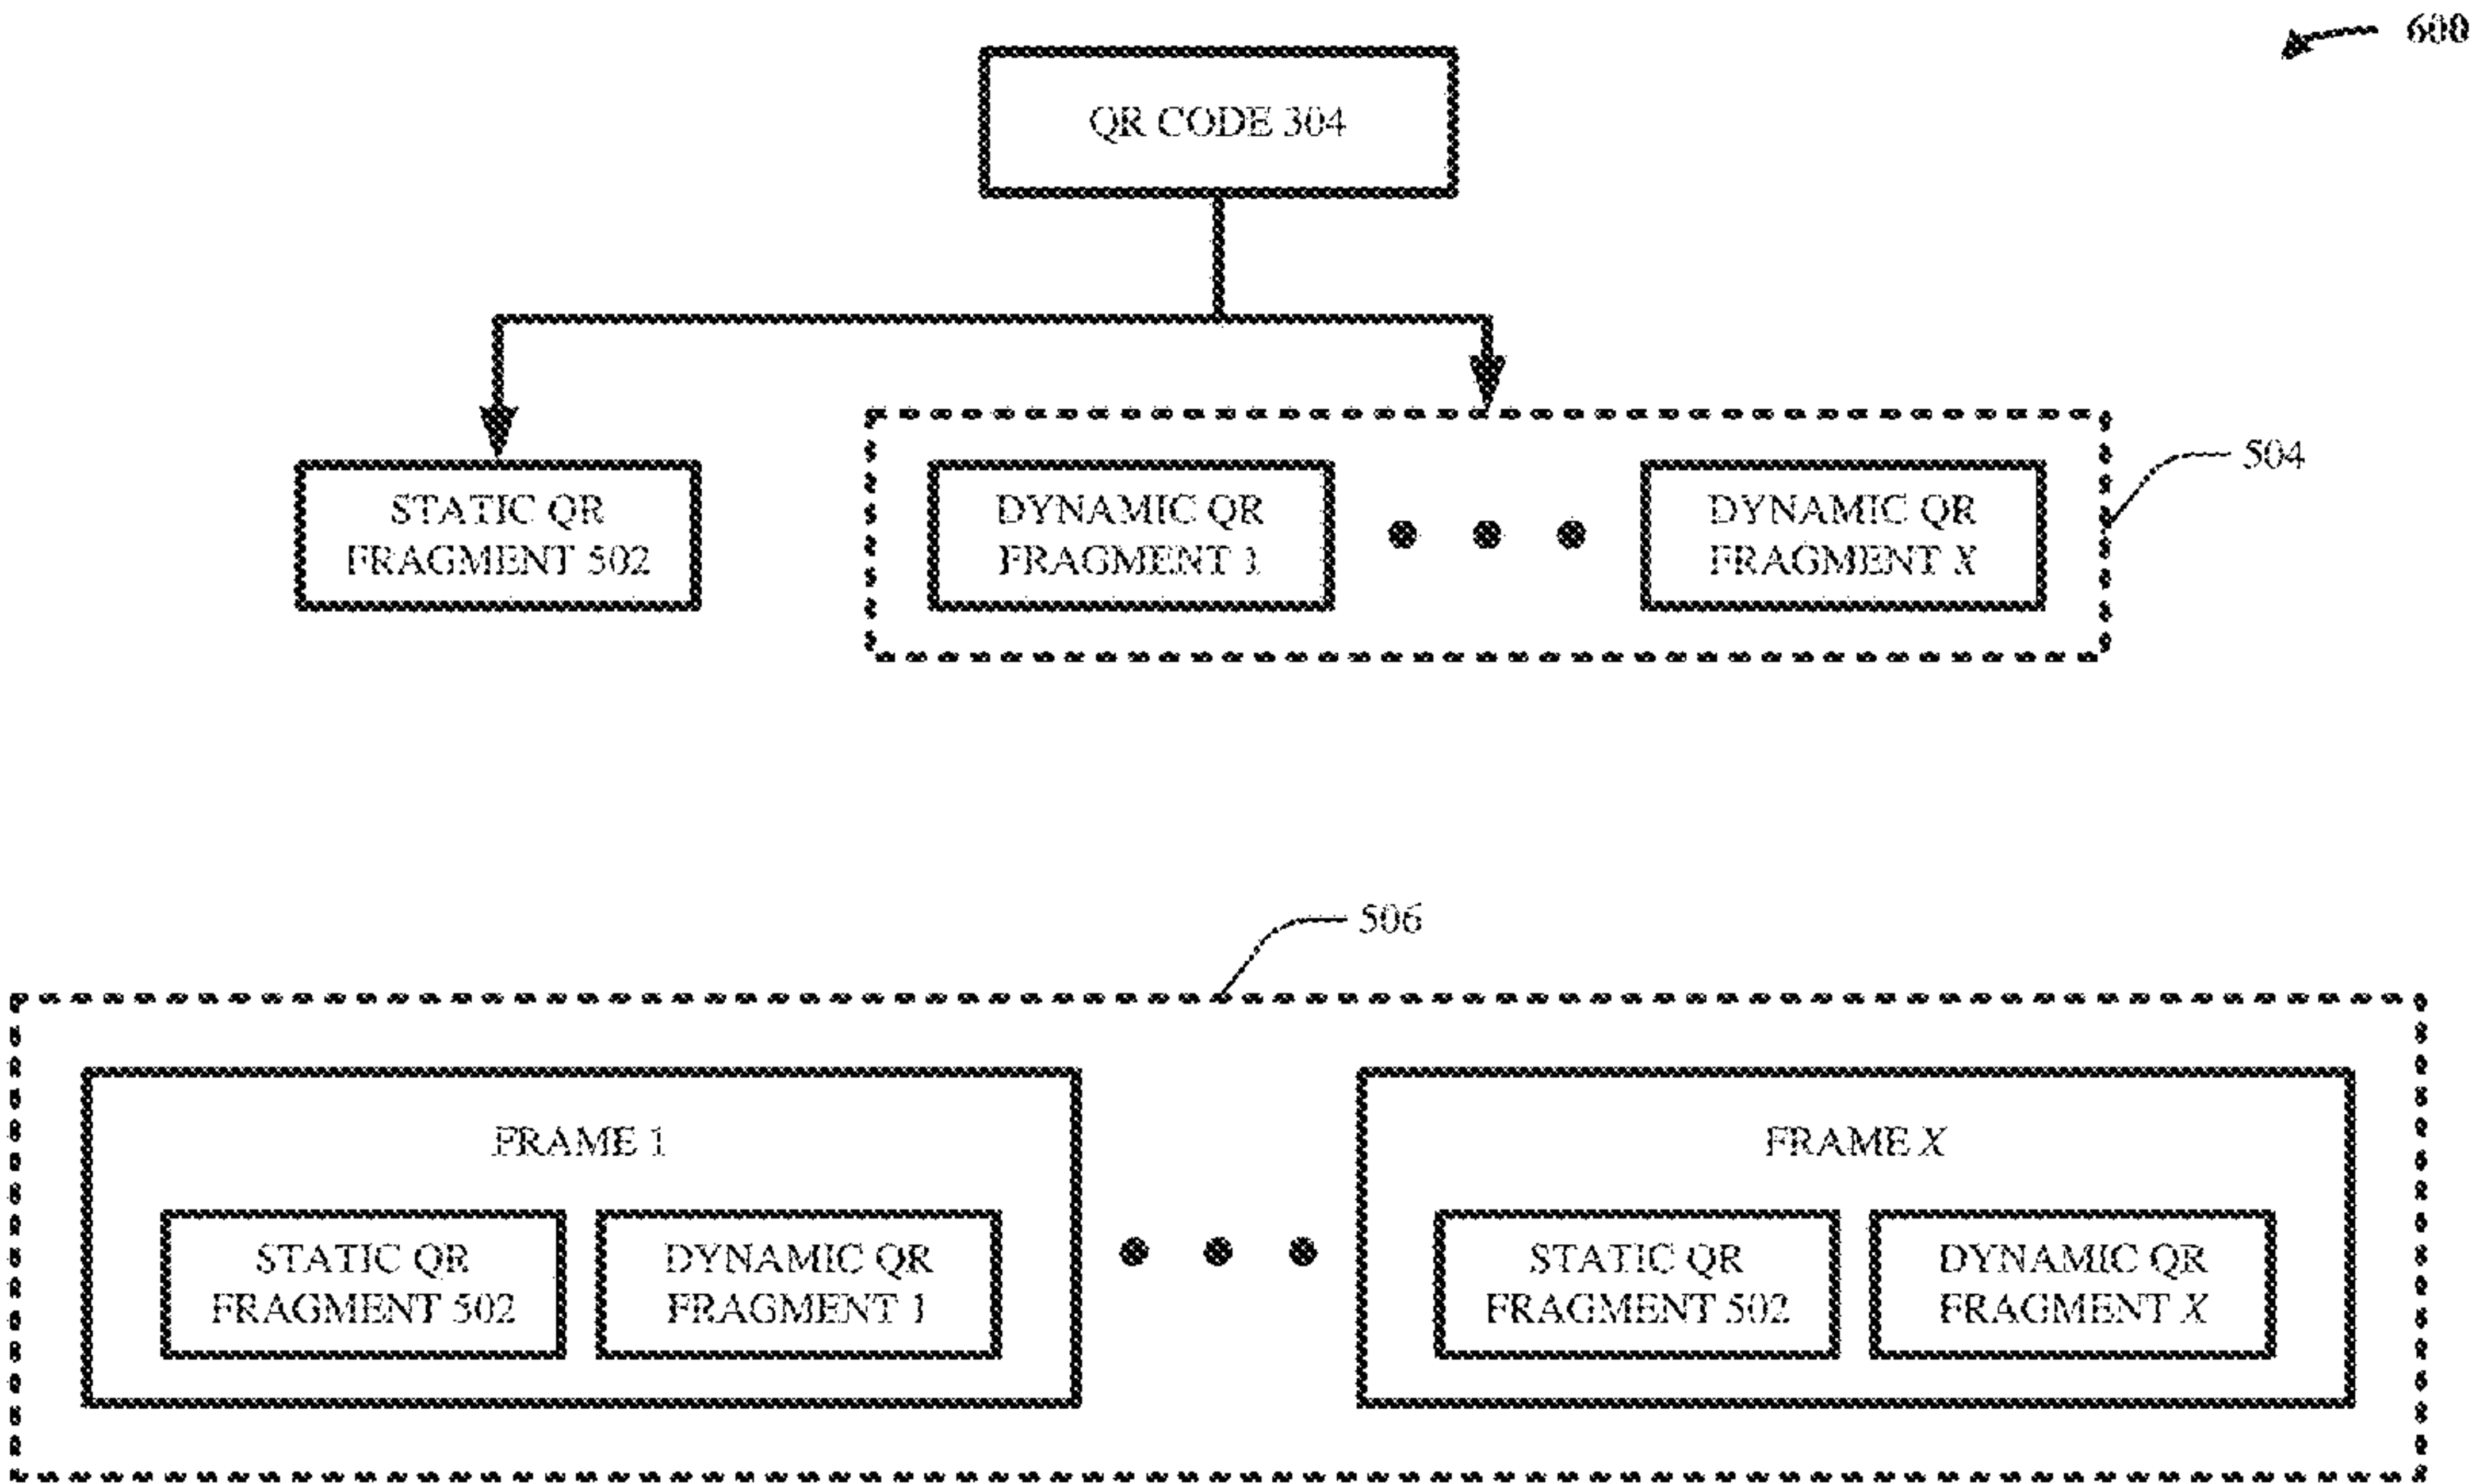 600
QR CODE 304
STATIC QR
FRAGMENT 502
DYNAMIC QR
FRAGMENT 1
DYNAMIC QR
FRAGMENT X
504
506
FRAME 1
STATIC QR
FRAGMENT 502
DYNAMIC QR
FRAGMENT 1
FRAME X
STATIC QR
FRAGMENT 502
DYNAMIC QR
FRAGMENT X